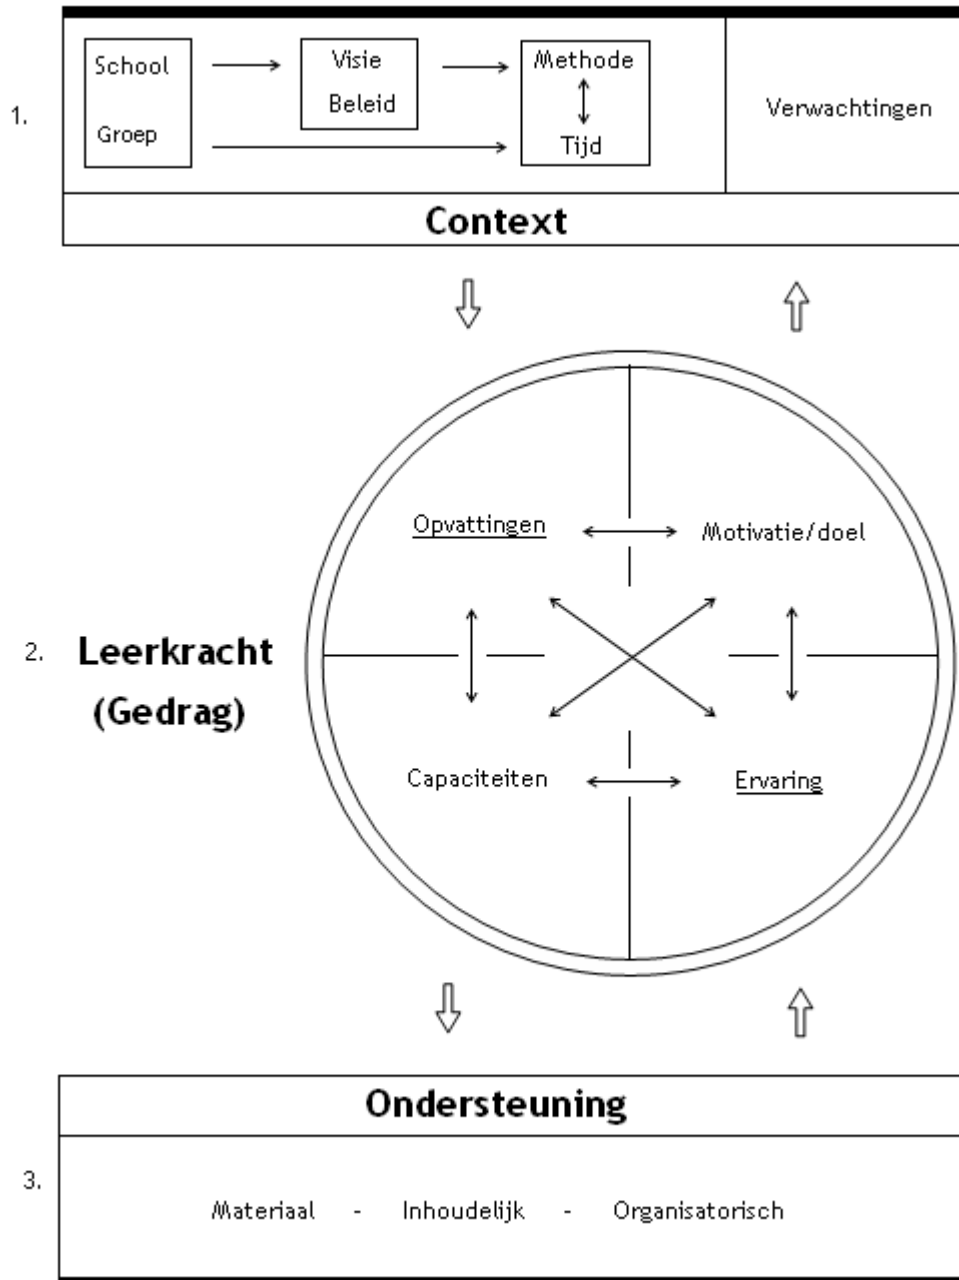 1.
School
Groep
Visie
Beleid
Methode
Tijd
Verwachtingen
Context
2.
Leerkracht
(Gedrag)
Opvattingen
Motivatie/doel
Capaciteiten
Ervaring
Ondersteuning
3.
Materiaal - Inhoudelijk - Organisatorisch